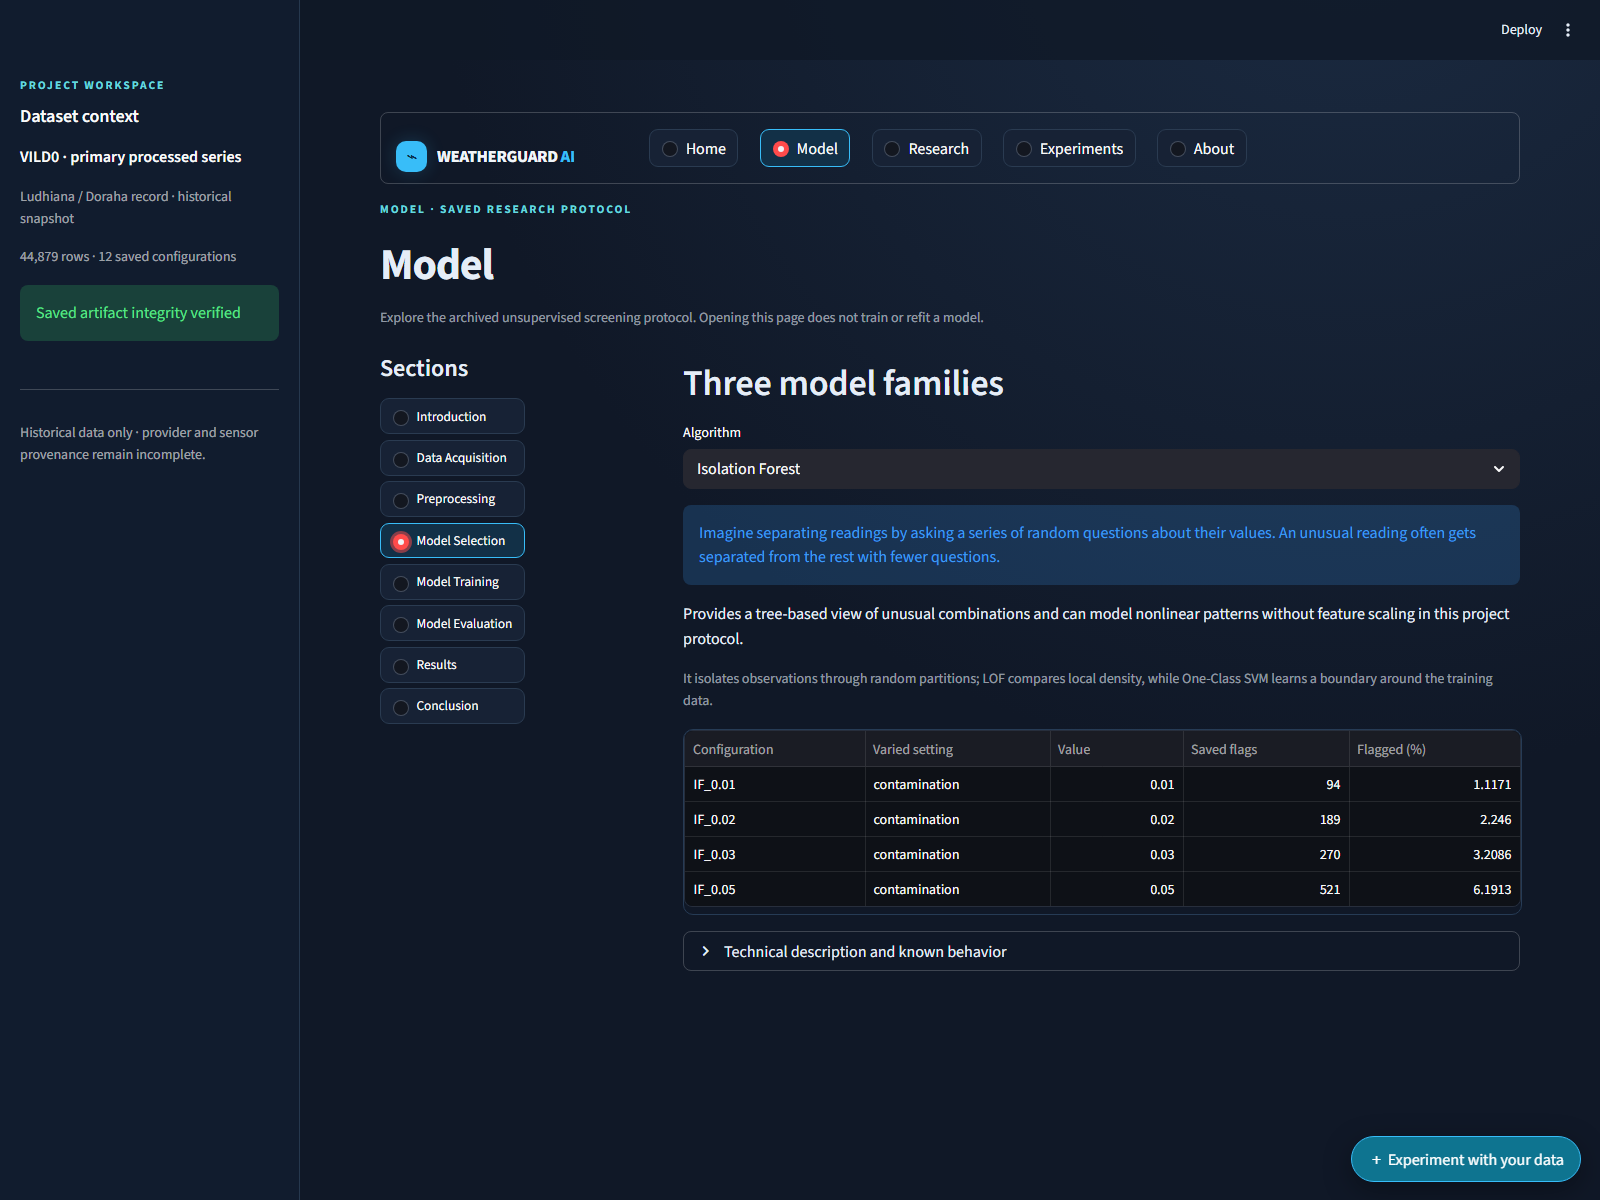 Deploy
PROJECT WORKSPACE
Dataset context
VILD0 · primary processed series
Ludhiana / Doraha record · historical
snapshot
44,879 rows · 12 saved configurations
Saved artifact integrity verified
Historical data only · provider and sensor
provenance remain incomplete.
WEATHERGUARD AI
Home
Model
Research
Experiments
About
MODEL · SAVED RESEARCH PROTOCOL
Model
Explore the archived unsupervised screening protocol. Opening this page does not train or refit a model.
Sections
Introduction
Data Acquisition
Preprocessing
Model Selection
Model Training
Model Evaluation
Results
Conclusion
Three model families
Algorithm
Isolation Forest
Imagine separating readings by asking a series of random questions about their values. An unusual reading often gets
separated from the rest with fewer questions.
Provides a tree-based view of unusual combinations and can model nonlinear patterns without feature scaling in this project
protocol.
It isolates observations through random partitions; LOF compares local density, while One-Class SVM learns a boundary around the training
data.
Configuration Varied setting Value Saved flags Flagged (%)
IF_0.01 contamination 0.01 94 1.1171
IF_0.02 contamination 0.02 189 2.246
IF_0.03 contamination 0.03 270 3.2086
IF_0.05 contamination 0.05 521 6.1913
Technical description and known behavior
+ Experiment with your data